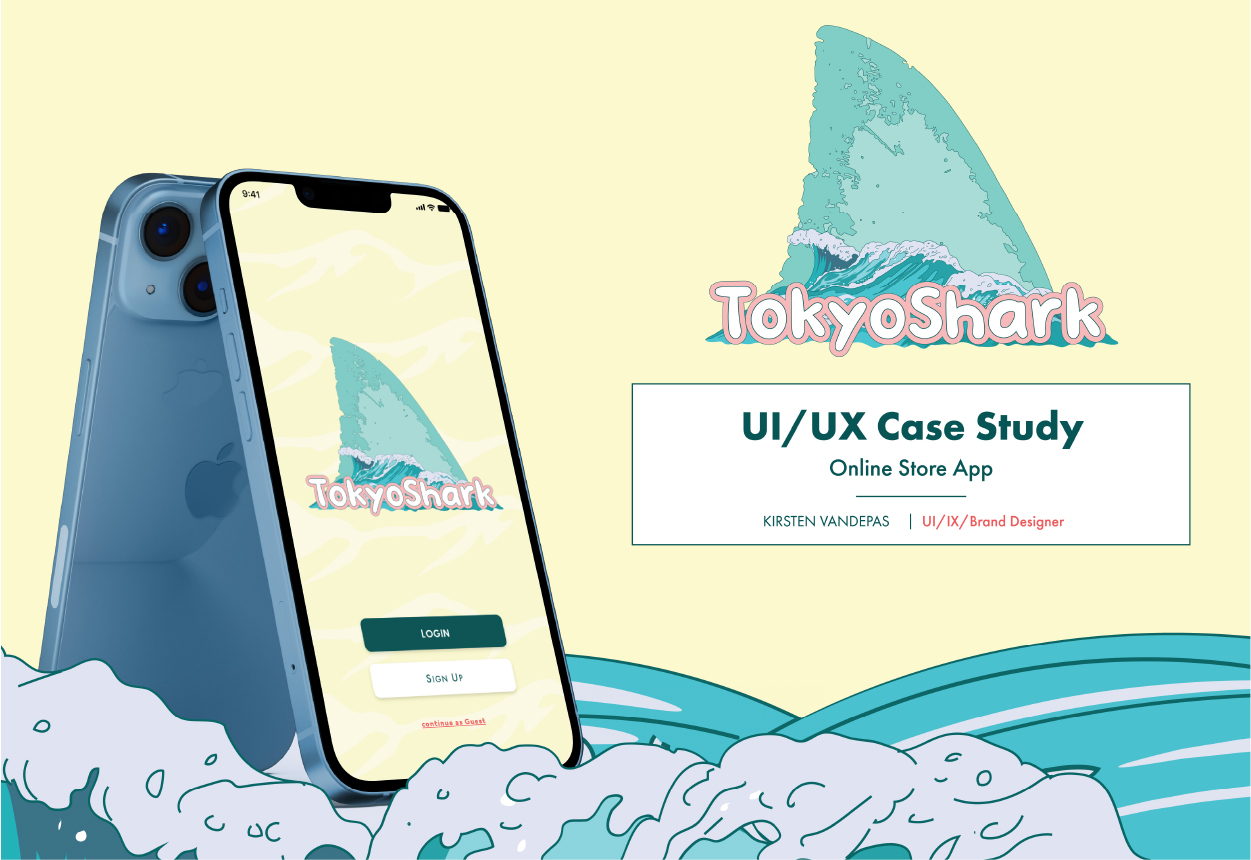 9:41
TokyoShark
LOGIN
SIGN UP
continue as Guest
TokyoShark
UI/UX Case Study
Online Store App
KIRSTEN VANDEPAS | UI/IX/Brand Designer